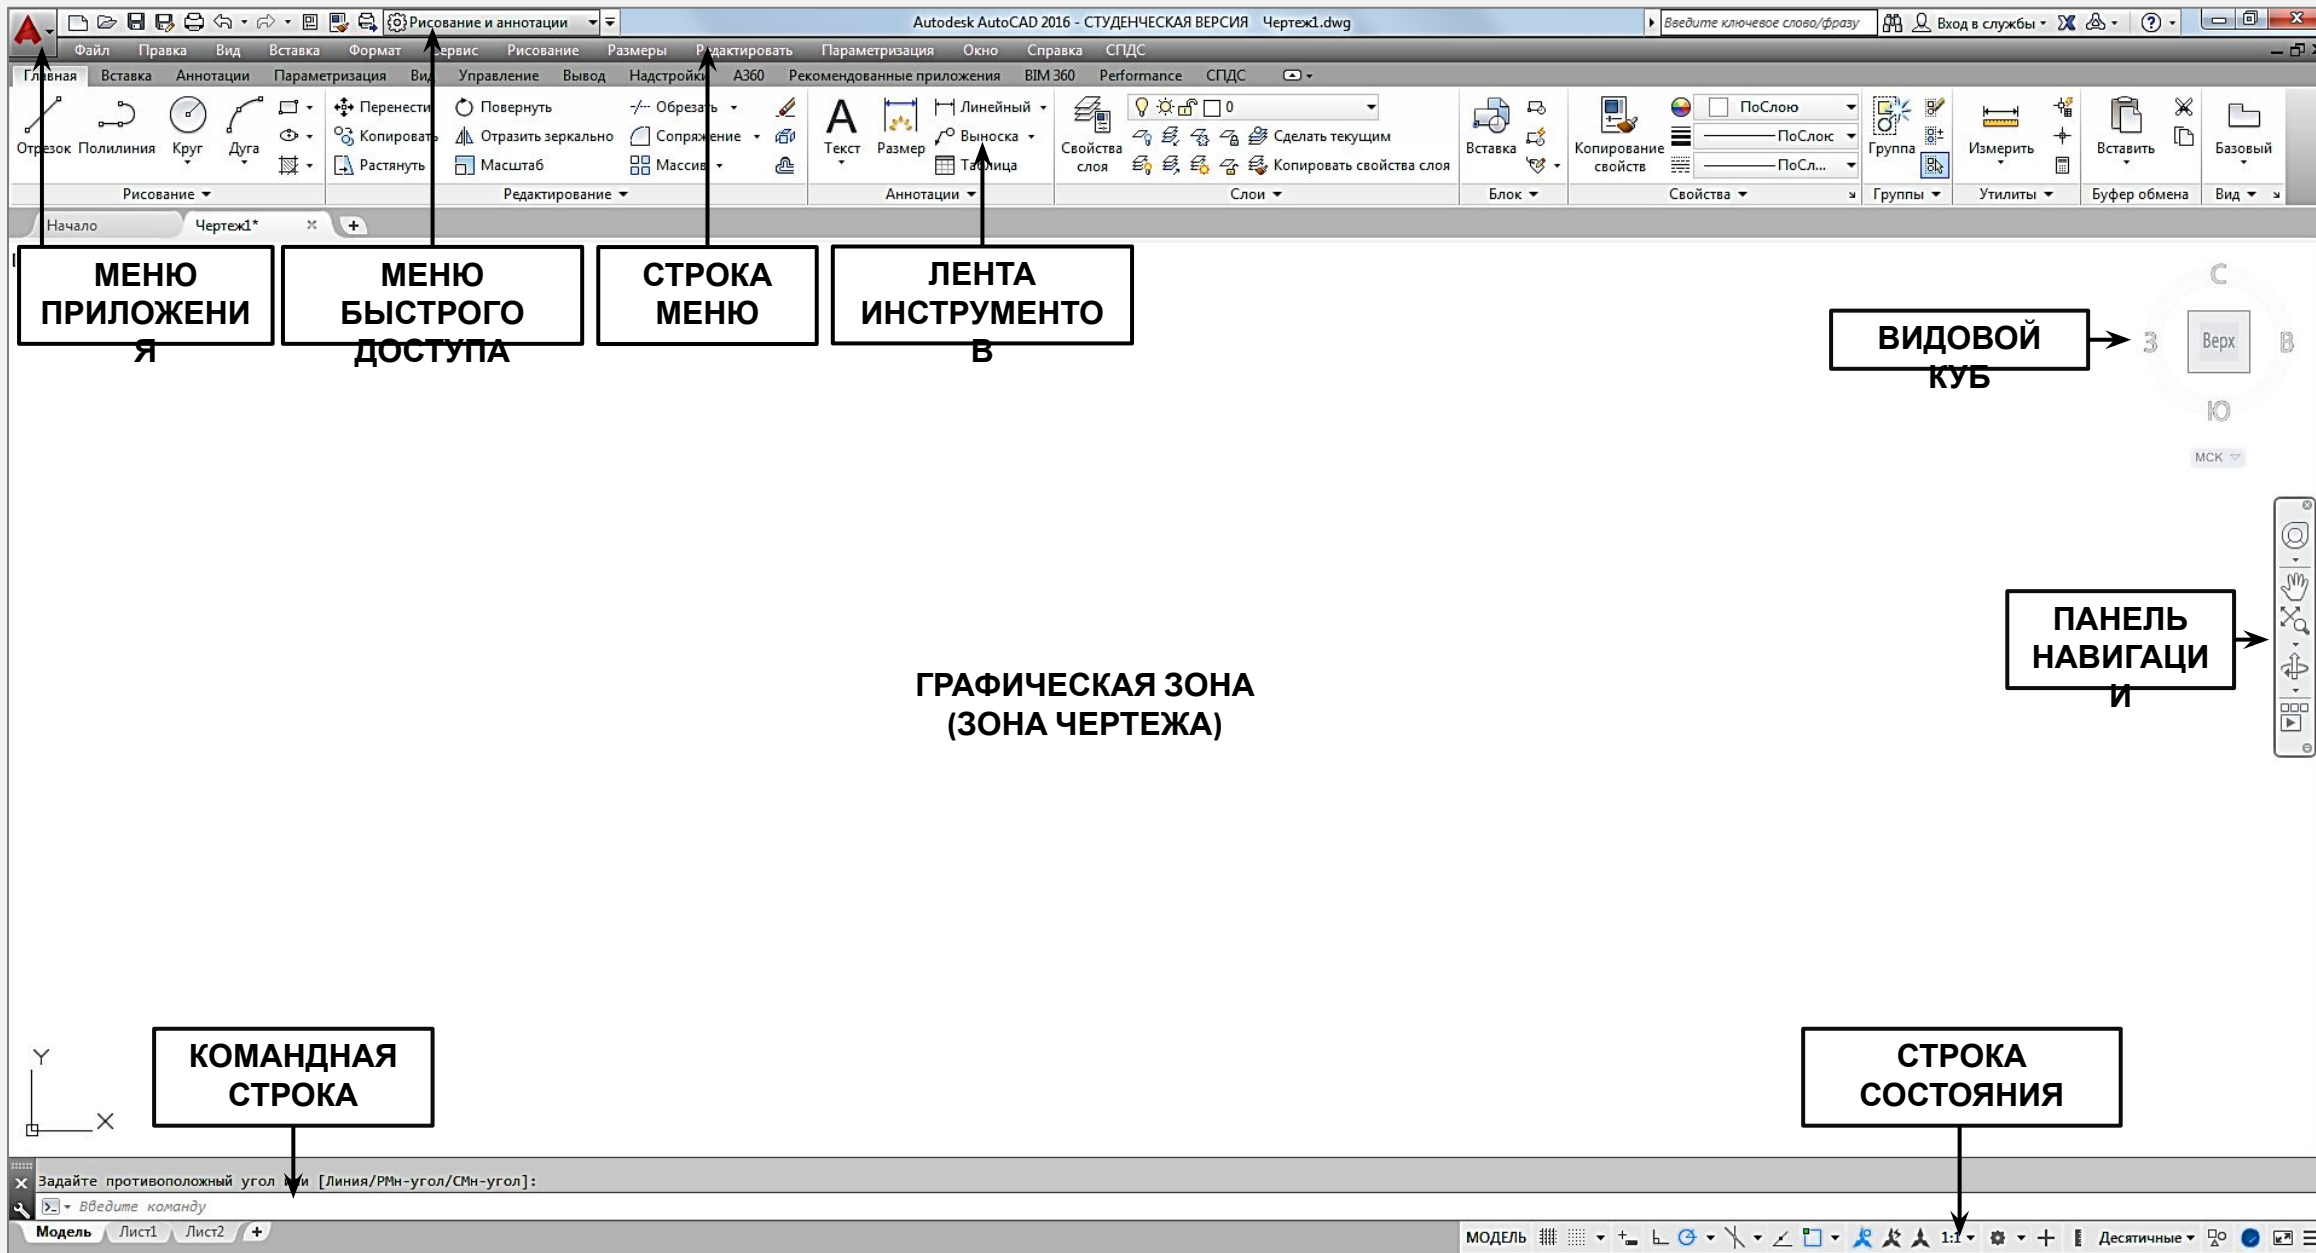 Рисование и аннотации
Autodesk AutoCAD 2016 - СТУДЕНЧЕСКАЯ ВЕРСИЯ Чертеж1.dwg
Введите ключевое слово/фразу
Вход в службы
Файл Правка Вид Вставка Формат Сервис Рисование Размеры Редактировать Параметризация Окно Справка СПДС
Главная Вставка Аннотации Параметризация Вид Управление Вывод Надстройки A360 Рекомендованные приложения BIM 360 Performance СПДС
Перенести Повернуть Обрезать Линейный 0 ПоСлою
Копировать Отразить зеркально Сопряжение Выноска Сделать текущим ПоСлою
Отрезок Полилиния Круг Дуга Текст Размер Свойства слоя Вставка Копирование свойств Группа Измерить Вставить Базовый
Растянуть Масштаб Массив Таблица Копировать свойства слоя ПоСл...
Рисование Редактирование Аннотации Слои Блок Свойства Группы Утилиты Буфер обмена Вид
Начало Чертеж1*
МЕНЮ
ПРИЛОЖЕНИ
Я
МЕНЮ
БЫСТРОГО
ДОСТУПА
СТРОКА
МЕНЮ
ЛЕНТА
ИНСТРУМЕНТО
В
ВИДОВОЙ
КУБ
С
З Верх В
Ю
МСК
ПАНЕЛЬ
НАВИГАЦИ
И
ГРАФИЧЕСКАЯ ЗОНА
(ЗОНА ЧЕРТЕЖА)
КОМАНДНАЯ
СТРОКА
СТРОКА
СОСТОЯНИЯ
Y
X
Задайте противоположный угол или [Линия/РМн-угол/СМн-угол]:
Введите команду
Модель Лист1 Лист2
МОДЕЛЬ 1:1 Десятичные